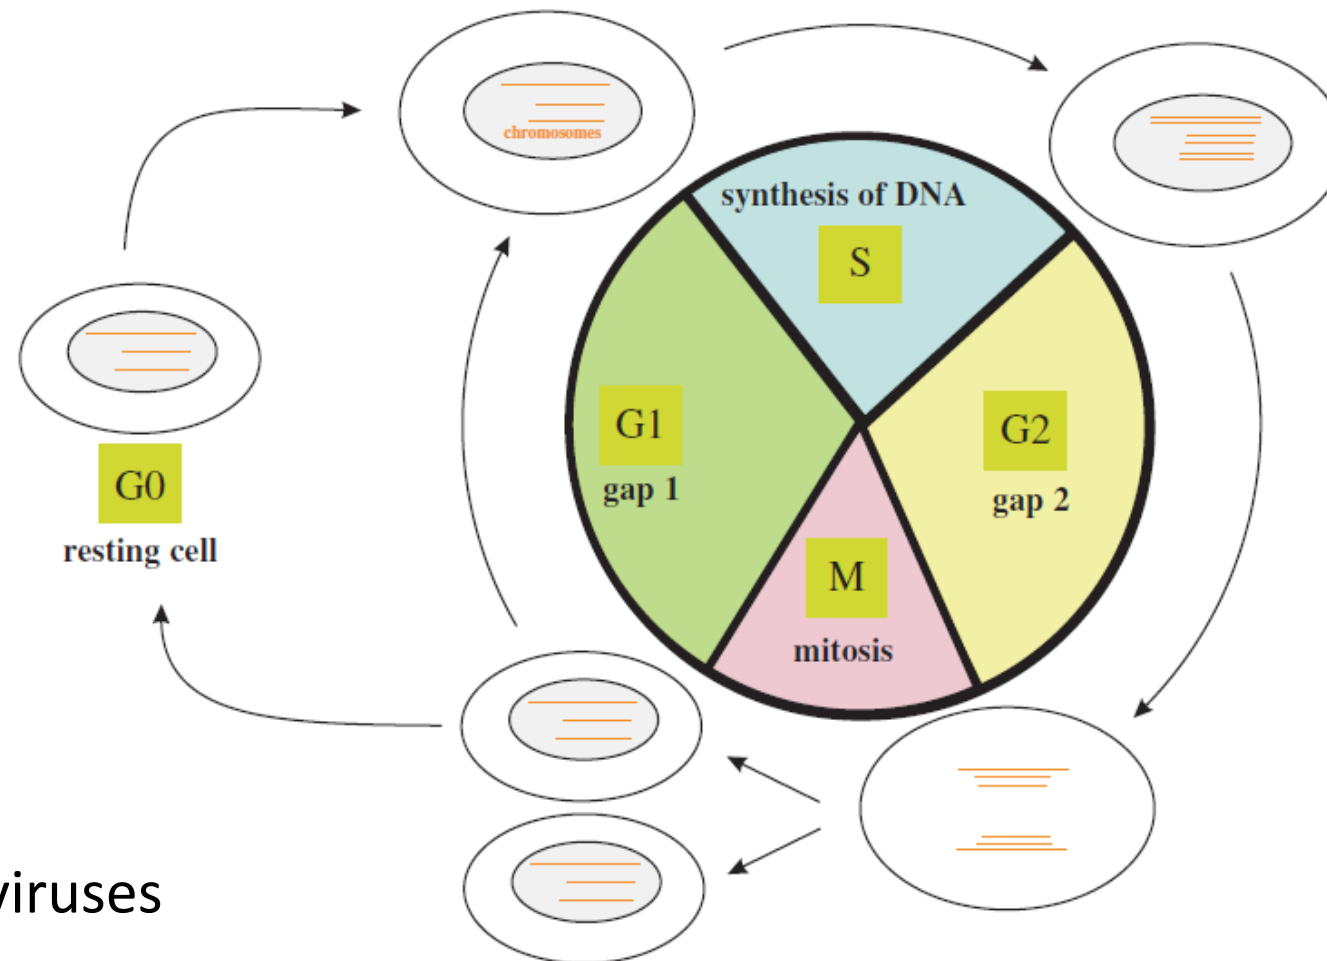 chromosomes
synthesis of DNA
S
G1
gap 1
G2
gap 2
G0
resting cell
M
mitosis
viruses